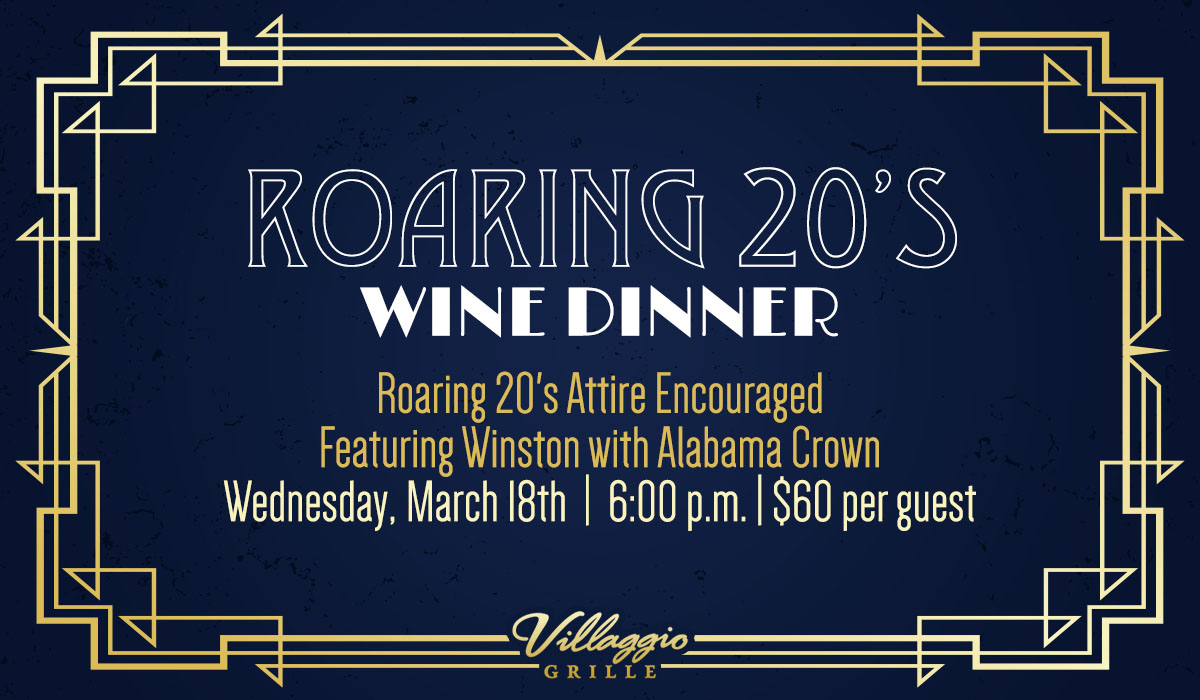 ROARING 20'S
WINE DINNER
Roaring 20's Attire Encouraged
Featuring Winston with Alabama Crown
Wednesday, March 18th | 6:00 p.m. | $60 per guest
Villaggio
GRILLE